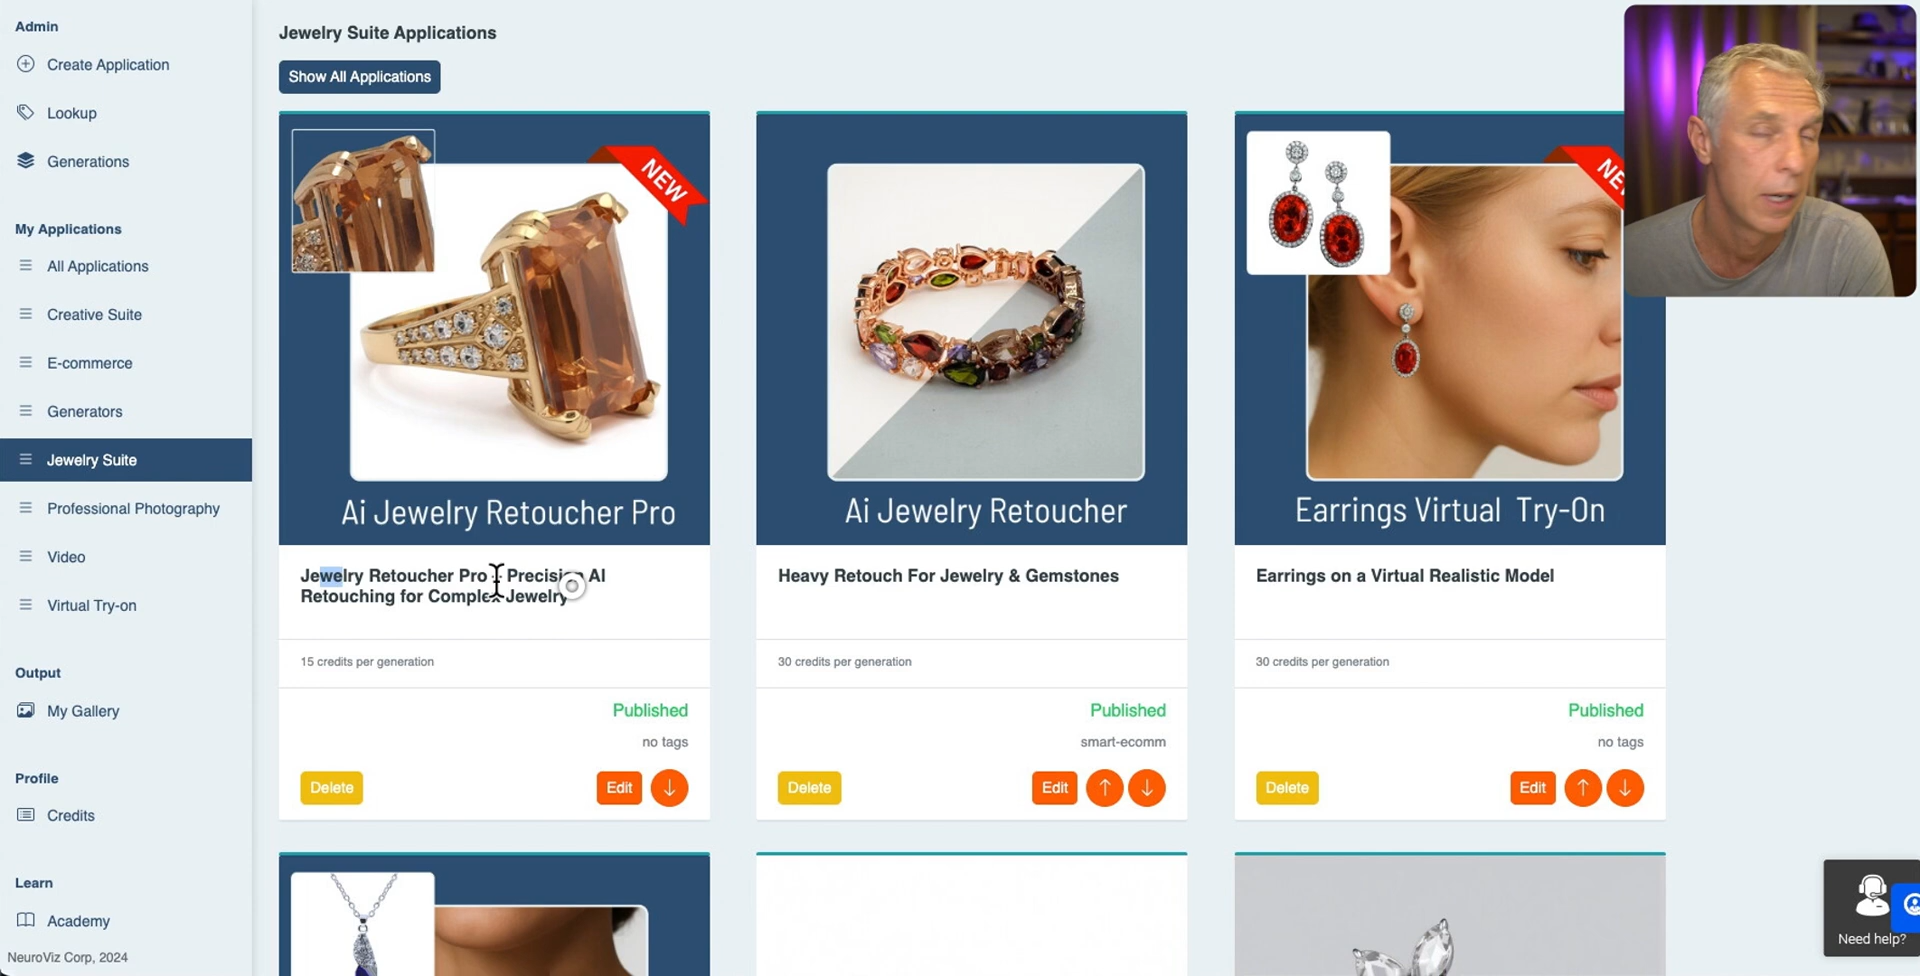 Admin
Create Application
Lookup
Generations
My Applications
All Applications
Creative Suite
E-commerce
Generators
Jewelry Suite
Professional Photography
Video
Virtual Try-on
Output
My Gallery
Profile
Credits
Learn
Academy
NeuroViz Corp, 2024
Jewelry Suite Applications
Show All Applications
NEW
Ai Jewelry Retoucher Pro
Jewelry Retoucher Pro - Precision AI
Retouching for Complex Jewelry
15 credits per generation
Published
no tags
Delete
Edit
Ai Jewelry Retoucher
Heavy Retouch For Jewelry & Gemstones
30 credits per generation
Published
smart-ecomm
Delete
Edit
NE
Earrings Virtual Try-On
Earrings on a Virtual Realistic Model
30 credits per generation
Published
no tags
Delete
Edit
Need help?